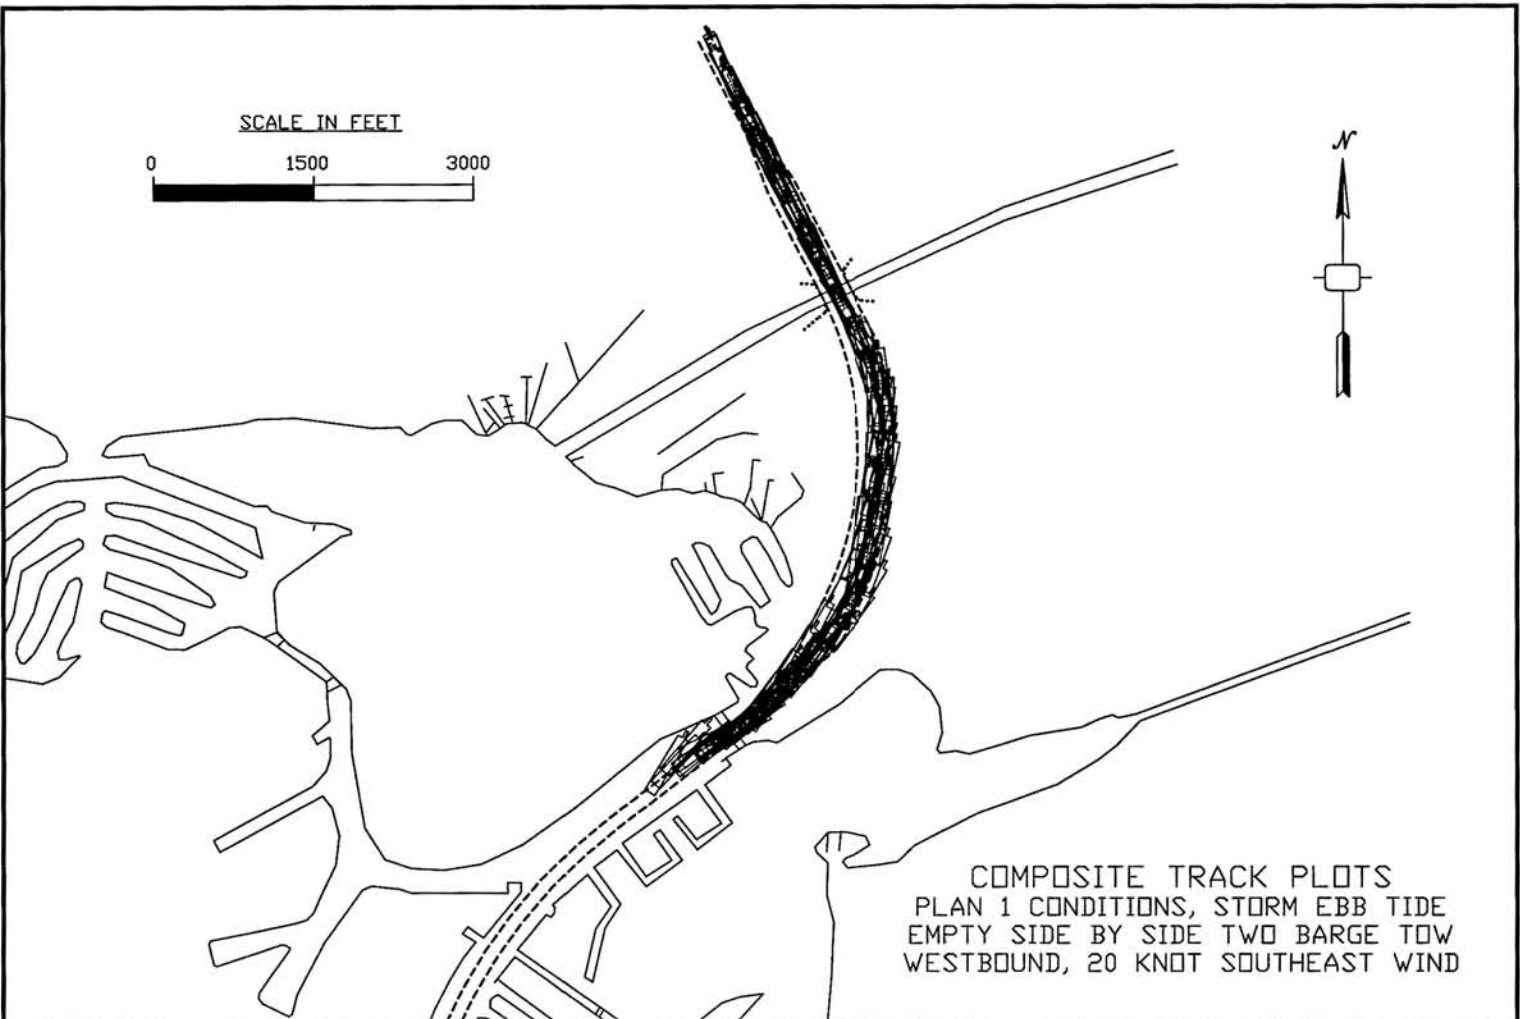 SCALE IN FEET
0 1500 3000
N
COMPOSITE TRACK PLOTS
PLAN 1 CONDITIONS, STORM EBB TIDE
EMPTY SIDE BY SIDE TWO BARGE TOW
WESTBOUND, 20 KNOT SOUTHEAST WIND